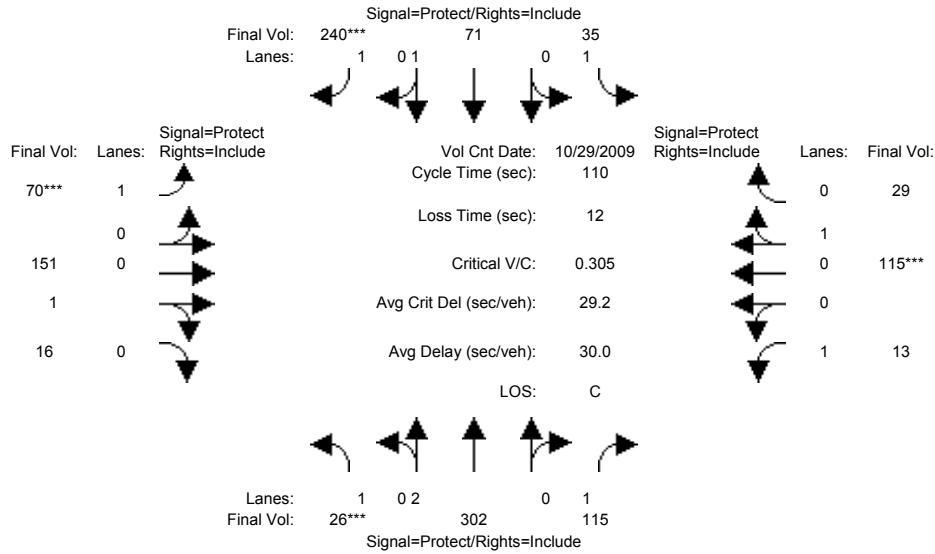 Signal=Protect/Rights=Include
Final Vol: 240*** 71 35
Lanes: 1 0 1 0 1
Signal=Protect
Final Vol: Lanes: Rights=Include
Vol Cnt Date: 10/29/2009
Signal=Protect
Rights=Include Lanes: Final Vol:
Cycle Time (sec): 110
70*** 1
0 29
Loss Time (sec): 12
0
1
151 0
Critical V/C: 0.305
0 115***
1 0
Avg Crit Del (sec/veh): 29.2
0
16 0
Avg Delay (sec/veh): 30.0
1 13
LOS: C
Lanes: 1 0 2 0 1
Final Vol: 26*** 302 115
Signal=Protect/Rights=Include